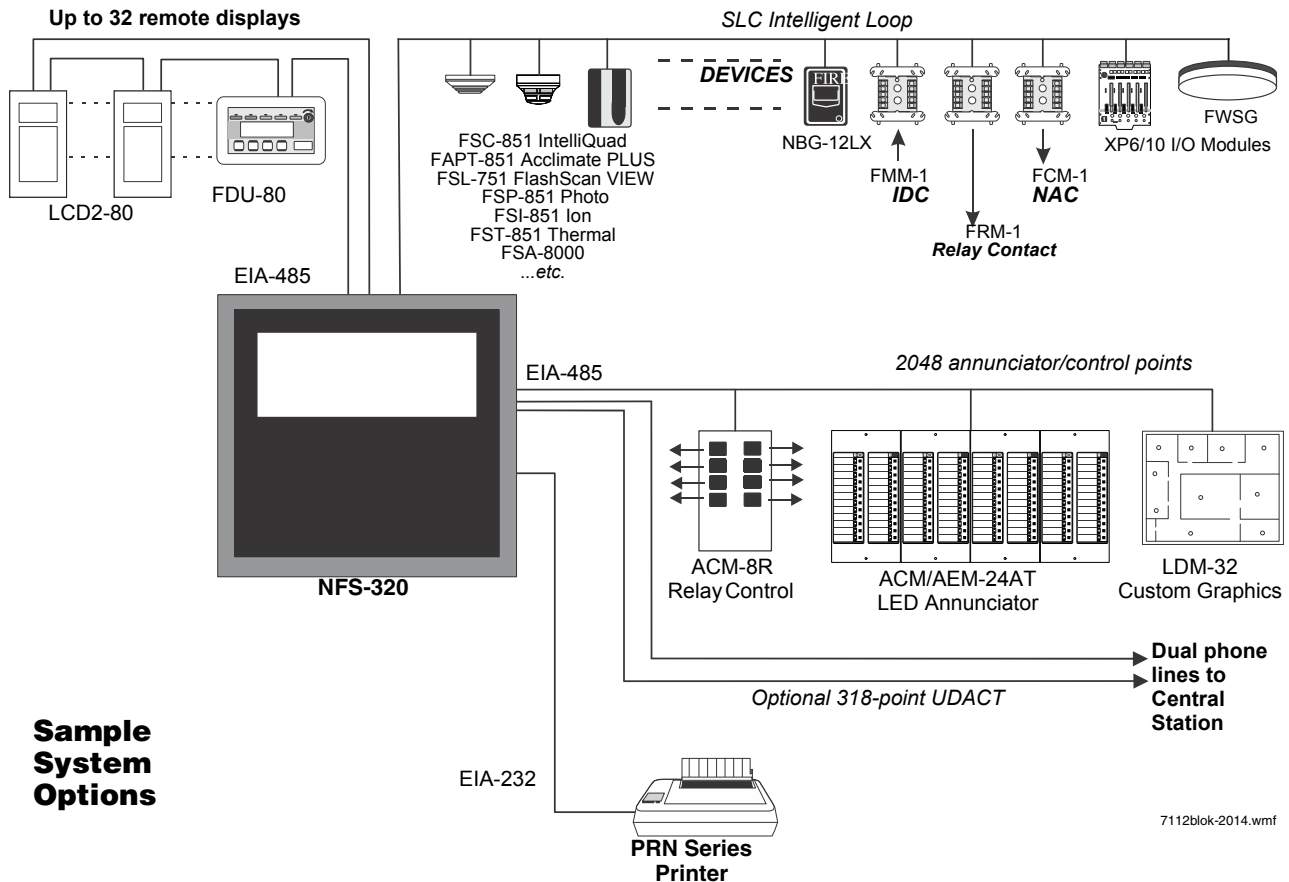 Up to 32 remote displays
SLC Intelligent Loop
DEVICES
FIRE
LCD2-80
FDU-80
FSC-851 IntelliQuad
FAPT-851 Acclimate PLUS
FSL-751 FlashScan VIEW
FSP-851 Photo
FSI-851 Ion
FST-851 Thermal
FSA-8000
...etc.
NBG-12LX
FMM-1
IDC
FRM-1
Relay Contact
FCM-1
NAC
XP6/10 I/O Modules
FWSG
EIA-485
NFS-320
EIA-485
2048 annunciator/control points
ACM-8R
Relay Control
ACM/AEM-24AT
LED Annunciator
LDM-32
Custom Graphics
Dual phone
lines to
Central
Station
Optional 318-point UDACT
Sample
System
Options
EIA-232
PRN Series
Printer
7112blok-2014.wmf